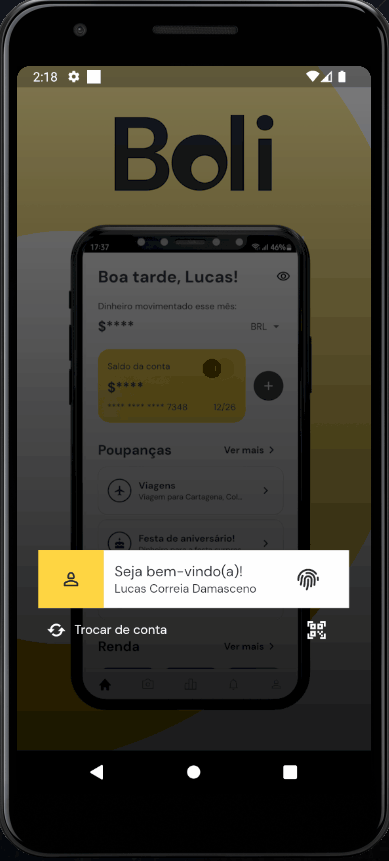 2:18
Boli
17:37
46%
Boa tarde, Lucas!
Dinheiro movimentado esse mês:
$****
BRL
Saldo da conta
$****
**** **** **** 7348
12/26
Poupanças
Ver mais
Viagens
Viagem para Cartagena, Col...
Festa de aniversário!
Seja bem-vindo(a)!
Lucas Correia Damasceno
Trocar de conta
Renda
Ver mais